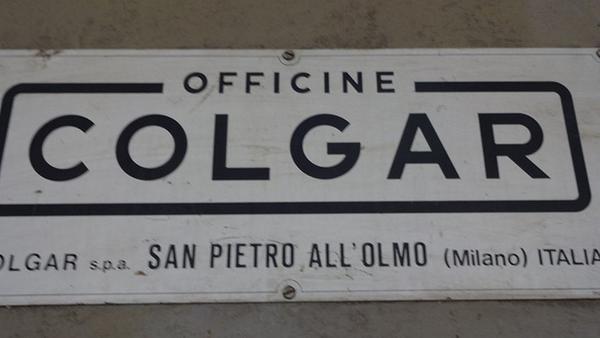 OFFICINE
COLGAR
OLGAR s.p.a. SAN PIETRO ALL'OLMO (Milano) ITALIA